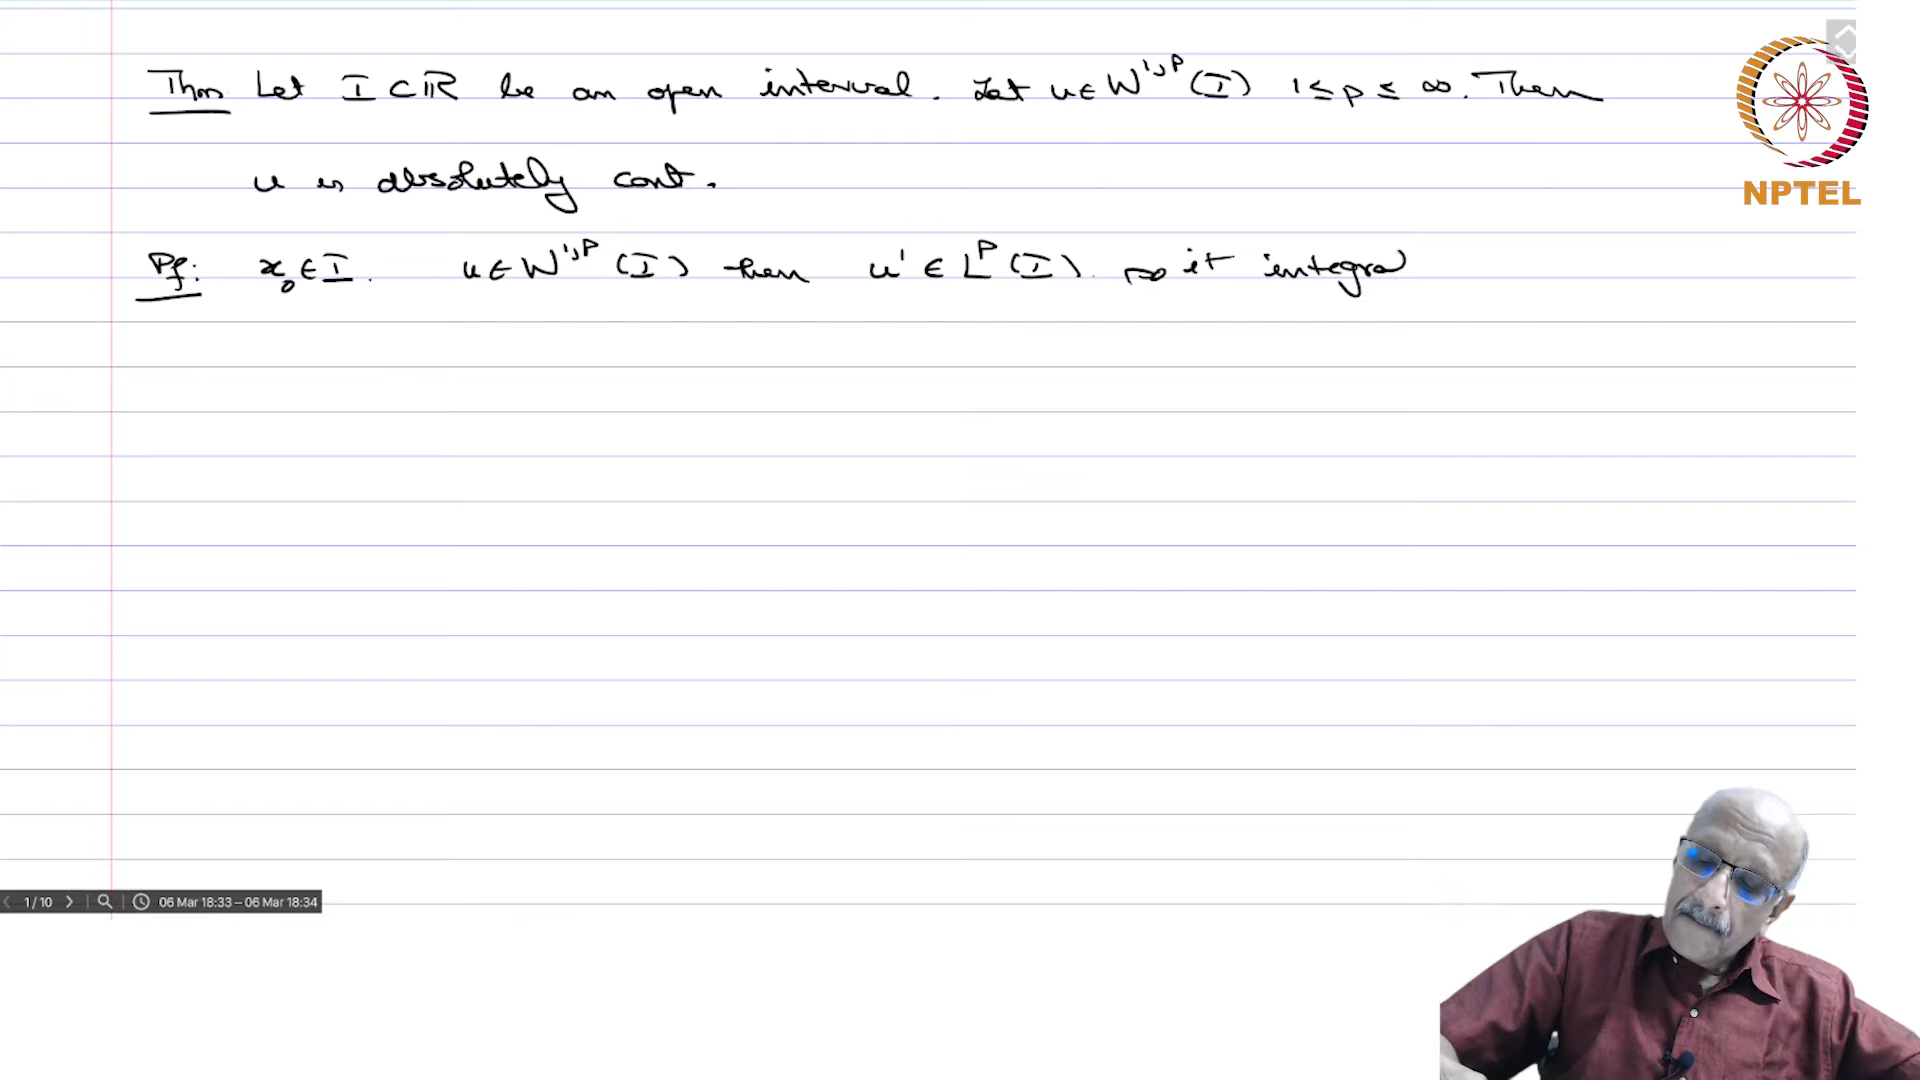 Thm. Let I ⊂ ℝ be an open interval. Let u ∈ W^{1,p}(I) 1 ≤ p ≤ ∞. Then
u is absolutely cont.
Pf: x₀ ∈ I. u ∈ W^{1,p}(I) then u' ∈ L^p(I). so it integra
NPTEL
1/10
06 Mar 18:33 – 06 Mar 18:34